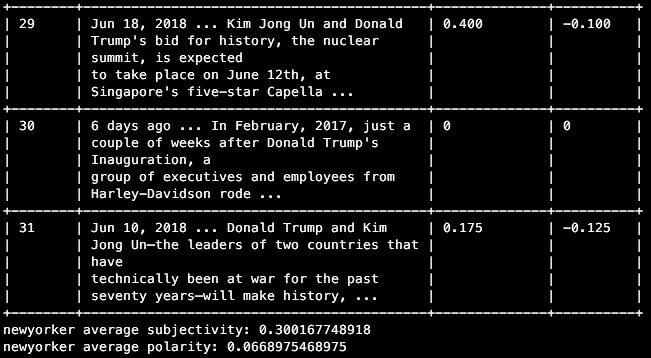 29 Jun 18, 2018 ... Kim Jong Un and Donald 0.400 -0.100
Trump's bid for history, the nuclear
summit, is expected
to take place on June 12th, at
Singapore's five-star Capella ...
30 6 days ago ... In February, 2017, just a 0 0
couple of weeks after Donald Trump's
Inauguration, a
group of executives and employees from
Harley-Davidson rode ...
31 Jun 10, 2018 ... Donald Trump and Kim 0.175 -0.125
Jong Un—the leaders of two countries that
have
technically been at war for the past
seventy years—will make history, ...
newyorker average subjectivity: 0.300167748918
newyorker average polarity: 0.0668975468975